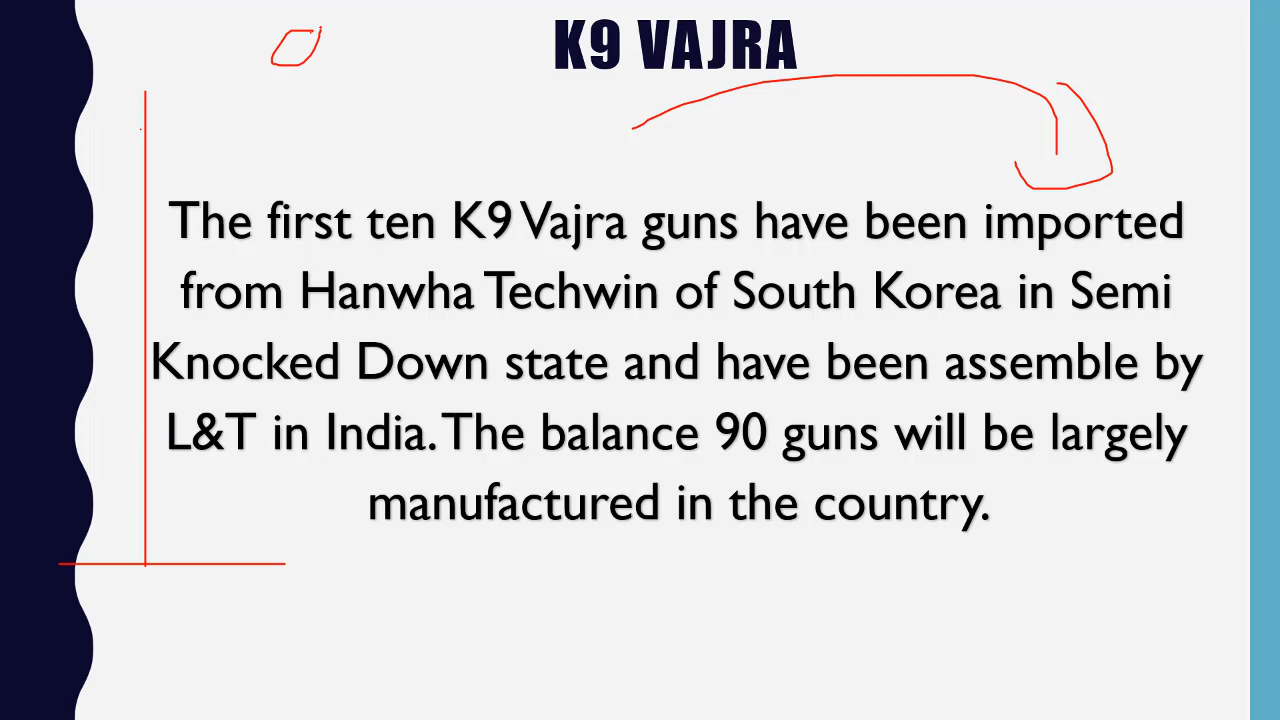 K9 VAJRA
The first ten K9 Vajra guns have been imported
from Hanwha Techwin of South Korea in Semi
Knocked Down state and have been assemble by
L&T in India. The balance 90 guns will be largely
manufactured in the country.